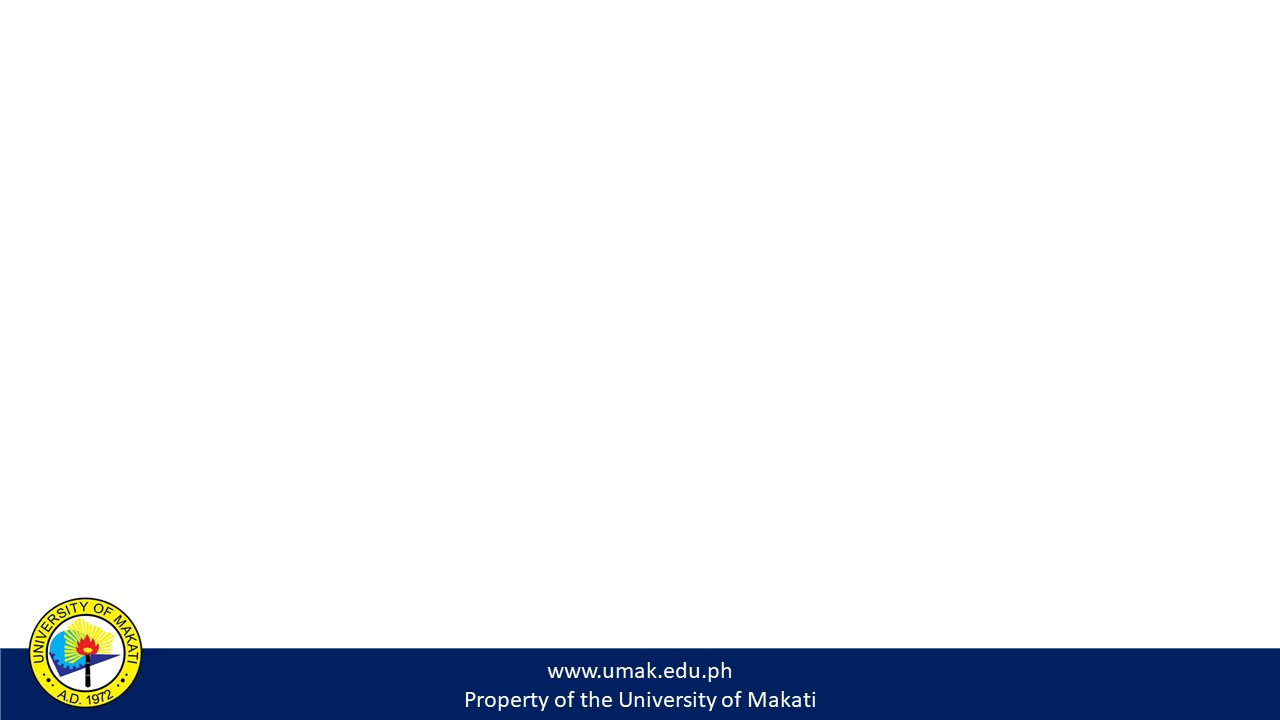 UNIVERSITY OF MAKATI
A.D. 1972
www.umak.edu.ph
Property of the University of Makati